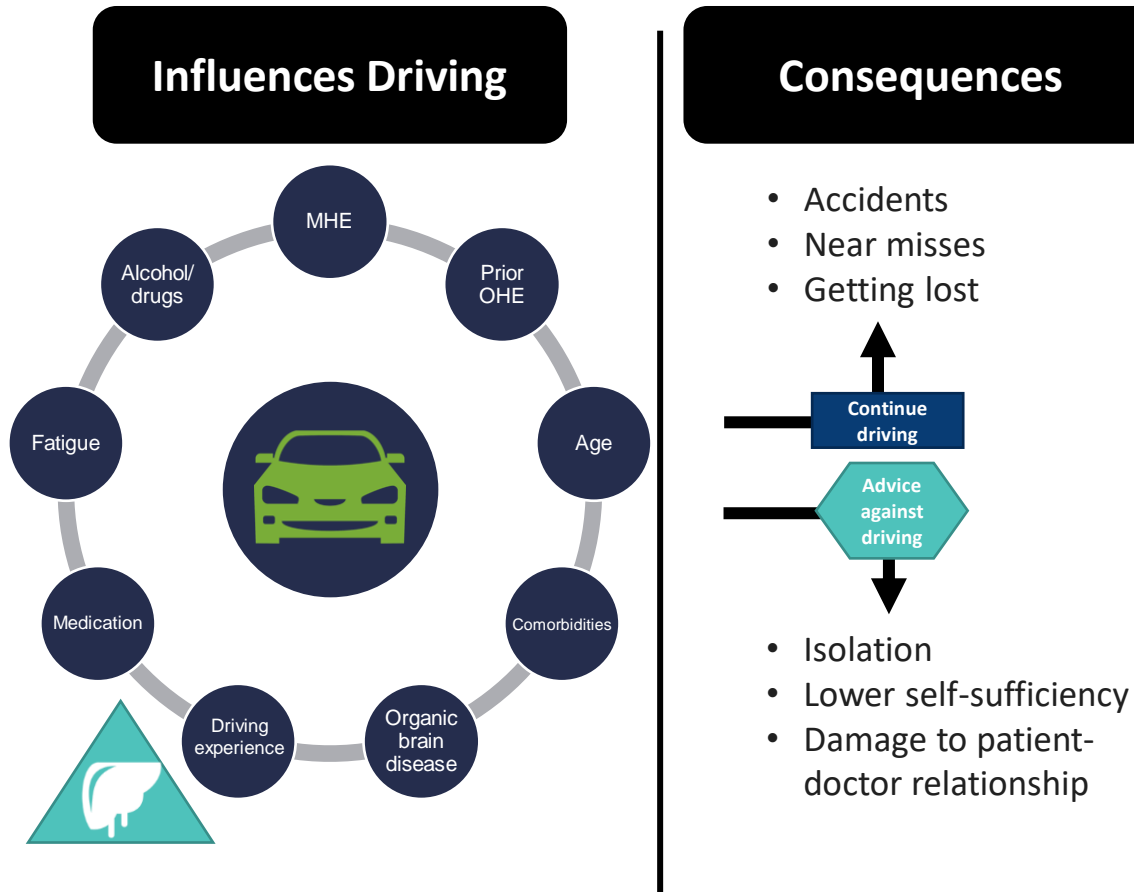 Influences Driving
MHE
Prior
OHE
Age
Comorbidities
Organic
brain
disease
Driving
experience
Medication
Fatigue
Alcohol/
drugs
Consequences
• Accidents
• Near misses
• Getting lost
Continue
driving
Advice
against
driving
• Isolation
• Lower self-sufficiency
• Damage to patient-
doctor relationship